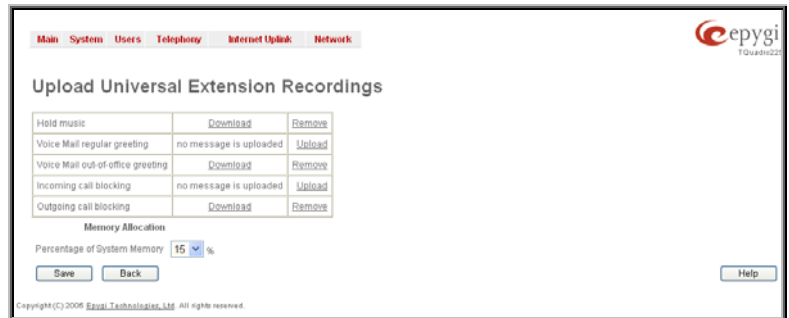 Main System Users Telephony Internet Uplink Network
epygi
Upload Universal Extension Recordings
Hold music Download Remove
Voice Mail regular greeting no message is uploaded Upload
Voice Mail out-of-office greeting Download Remove
Incoming call blocking no message is uploaded Upload
Outgoing call blocking Download Remove
Memory Allocation
Percentage of System Memory 15 %
Save Back Help
Copyright (C) 2006 Epygi Technologies, Ltd. All rights reserved.